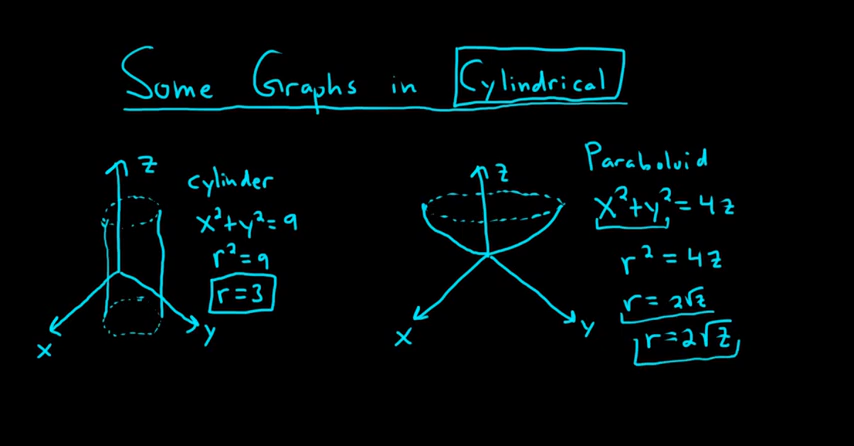 Some Graphs in Cylindrical
z
cylinder
x²+y²=9
r²=9
r=3
x
y
z
Paraboloid
x²+y²=4z
r²=4z
r=2√z
r=2√z
x
y